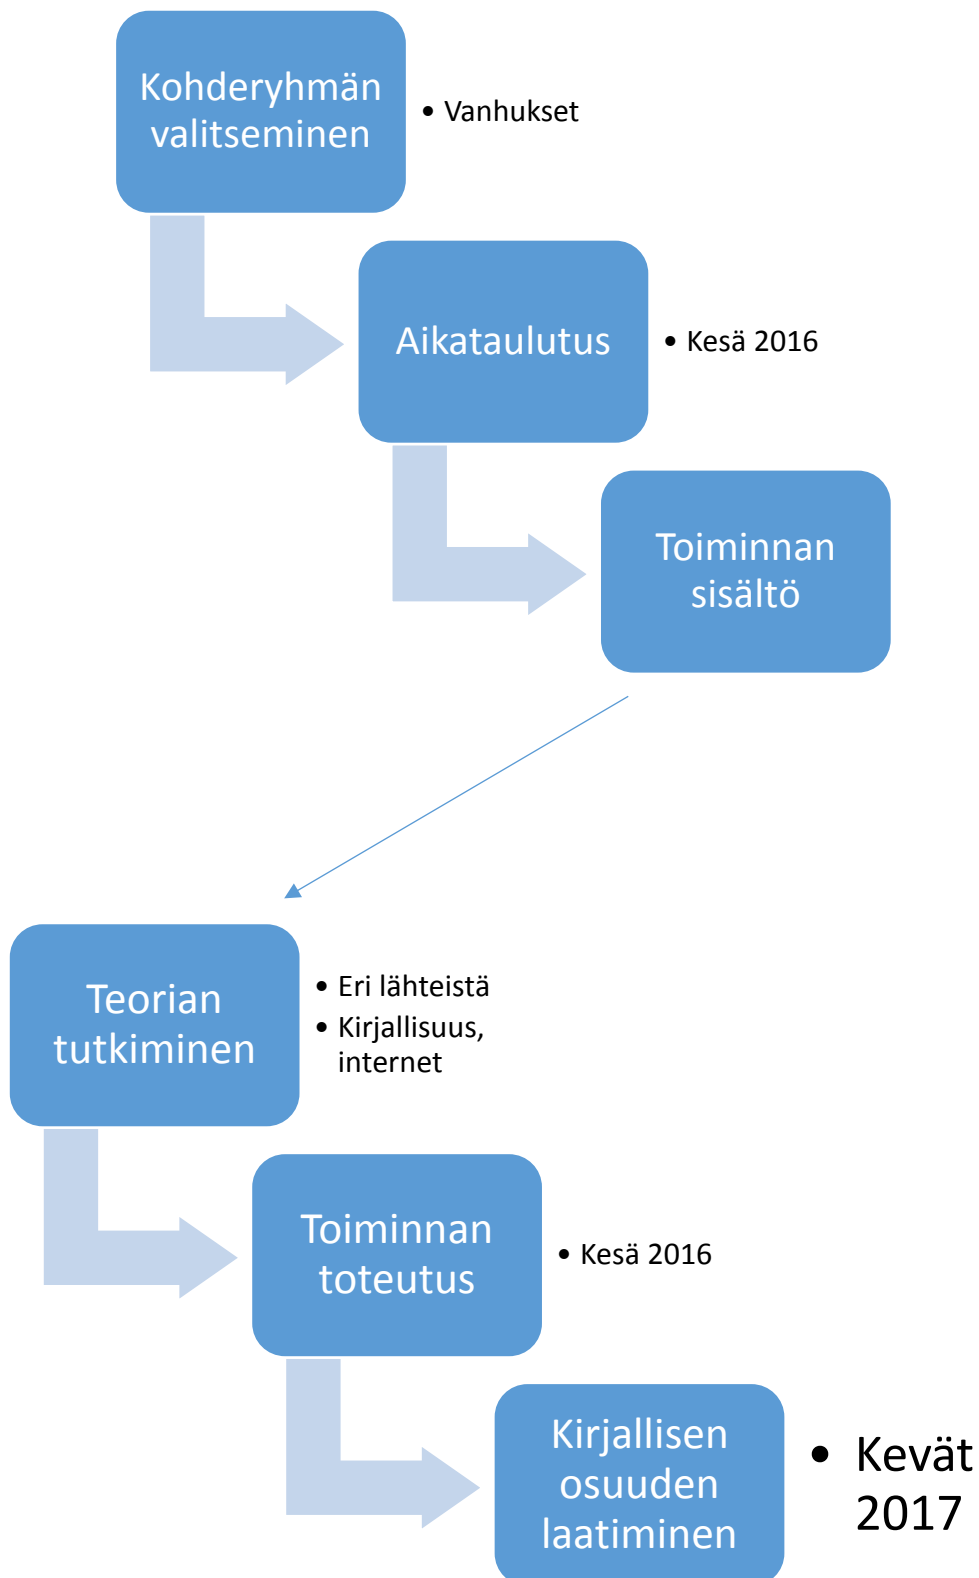 Kohderyhmän
valitseminen
• Vanhukset
Aikataulutus
• Kesä 2016
Toiminnan
sisältö
Teorian
tutkiminen
• Eri lähteistä
• Kirjallisuus,
internet
Toiminnan
toteutus
• Kesä 2016
Kirjallisen
osuuden
laatiminen
• Kevät
2017